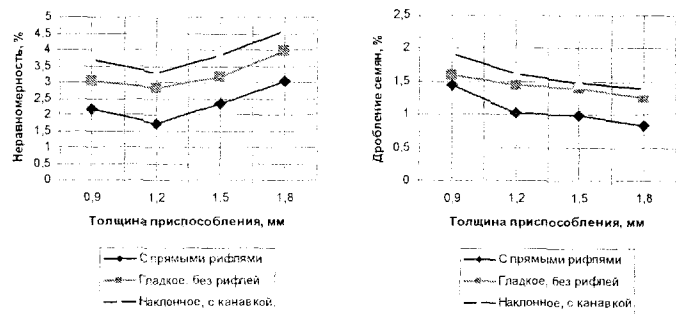 Неравномерность, %
5
4,5
4
3,5
3
2,5
2
1,5
1
0,5
0
0,9 1,2 1,5 1,8
Толщина приспособления, мм
С прямыми рифлями
Гладкое, без рифлей
Наклонное, с канавкой,
Дробление семян, %
2,5
2
1,5
1
0,5
0
0,9 1,2 1,5 1,8
Толщина приспособления, мм
С прямыми рифлями
Гладкое, без рифлей
Наклонное, с канавкой,